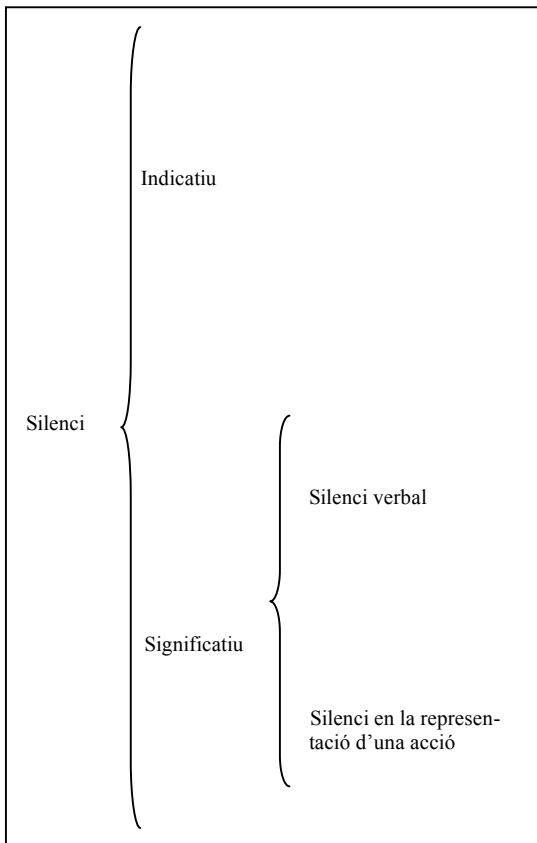 Indicatiu
Silenci
Silenci verbal
Significatiu
Silenci en la represen-
tació d’una acció